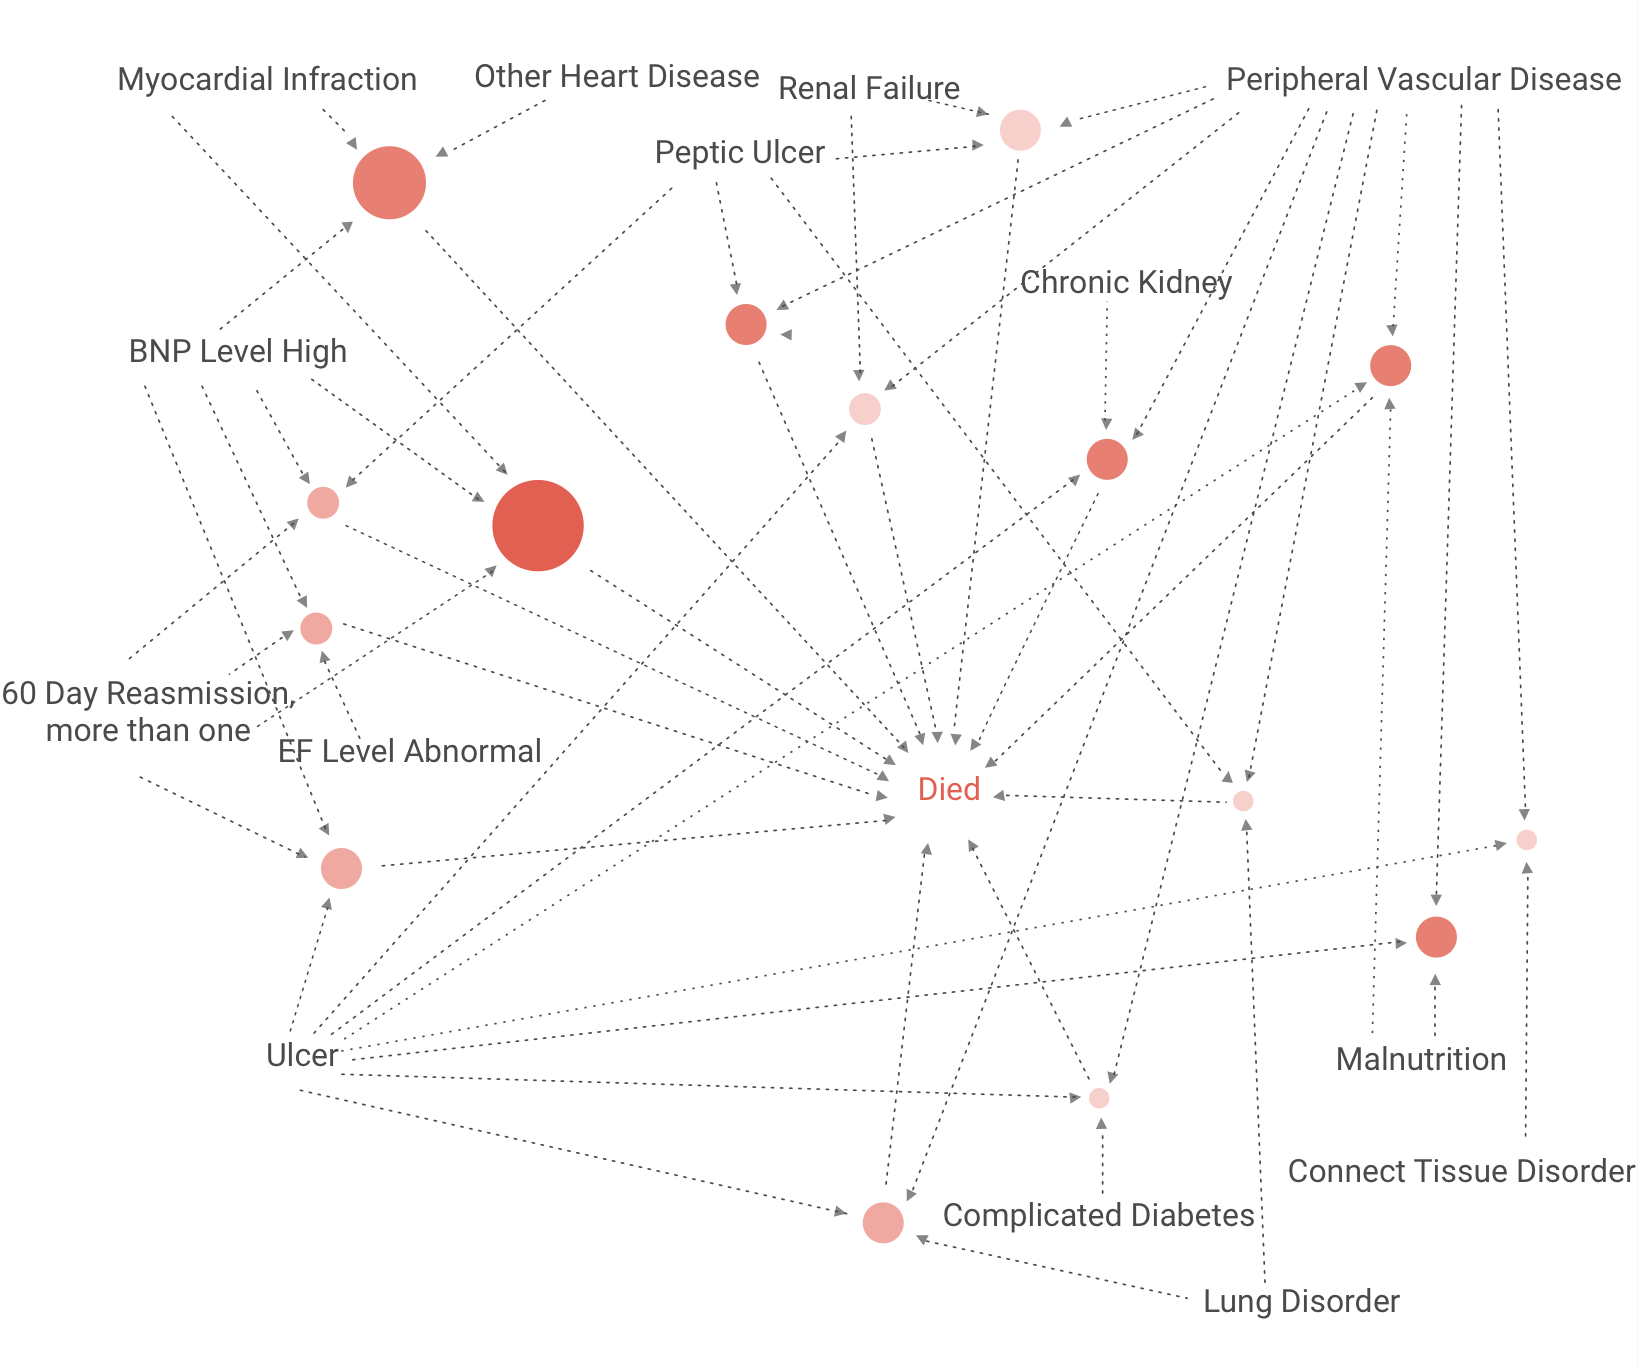 Myocardial Infraction
Other Heart Disease
Renal Failure
Peripheral Vascular Disease
Peptic Ulcer
Chronic Kidney
BNP Level High
60 Day Reasmission,
more than one
EF Level Abnormal
Died
Ulcer
Malnutrition
Connect Tissue Disorder
Complicated Diabetes
Lung Disorder